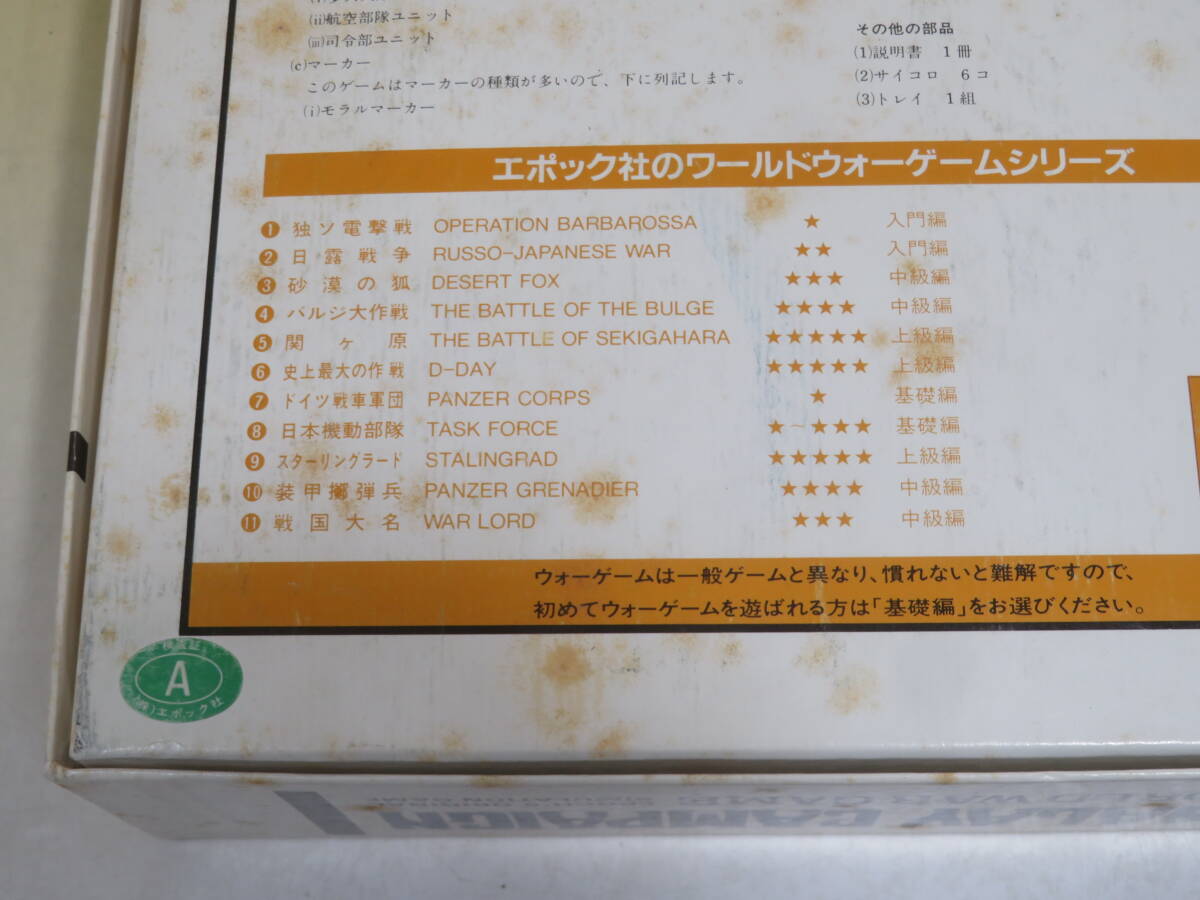 (ii)航空部隊ユニット
(iii)司令部ユニット
(c)マーカー
このゲームはマーカーの種類が多いので、下に列記します。
(i)モラルマーカー
その他の部品
(1)説明書 1冊
(2)サイコロ 6コ
(3)トレイ 1組
エポック社のワールドウォーゲームシリーズ
❶ 独ソ電撃戦 OPERATION BARBAROSSA ★ 入門編
❷ 日露戦争 RUSSO-JAPANESE WAR ★★ 入門編
❸ 砂漠の狐 DESERT FOX ★★★ 中級編
❹ バルジ大作戦 THE BATTLE OF THE BULGE ★★★★ 中級編
❺ 関ヶ原 THE BATTLE OF SEKIGAHARA ★★★★★ 上級編
❻ 史上最大の作戦 D-DAY ★★★★★ 上級編
❼ ドイツ戦車軍団 PANZER CORPS ★ 基礎編
❽ 日本機動部隊 TASK FORCE ★~★★★ 基礎編
❾ スターリングラード STALINGRAD ★★★★★ 上級編
❿ 装甲擲弾兵 PANZER GRENADIER ★★★★ 中級編
⓫ 戦国大名 WAR LORD ★★★ 中級編
ウォーゲームは一般ゲームと異なり、慣れないと難解ですので、
初めてウォーゲームを遊ばれる方は「基礎編」をお選びください。
A
(株)エポック社
CAMPAIGN